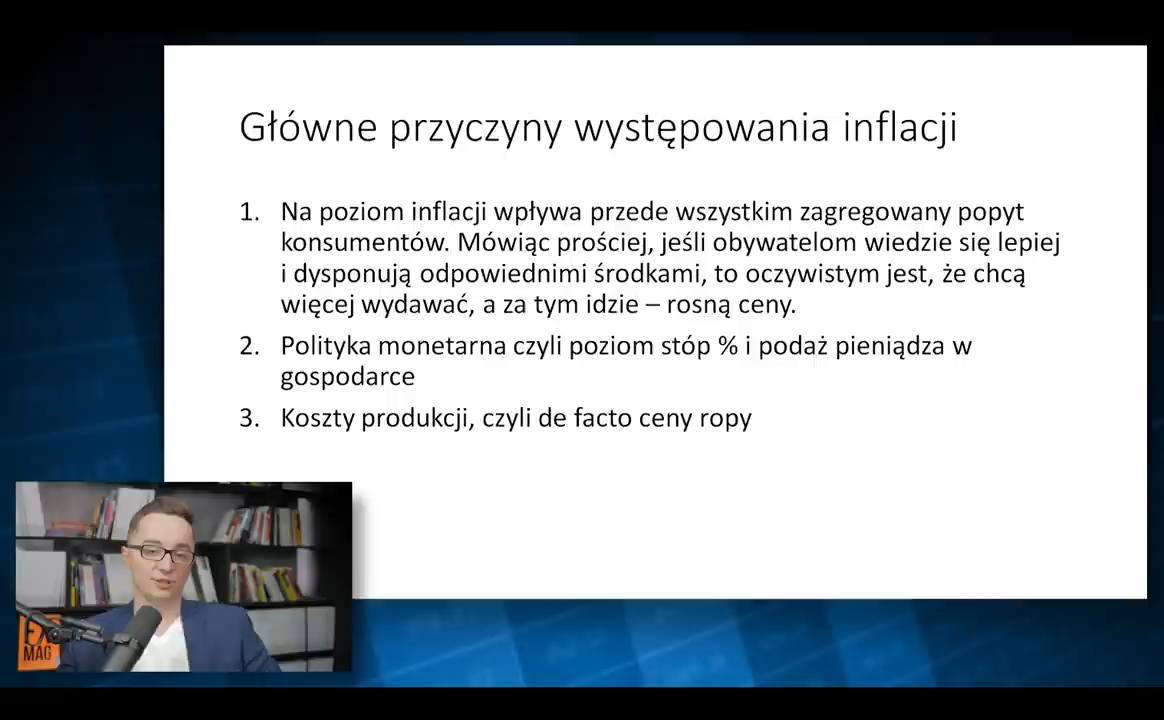 Główne przyczyny występowania inflacji
1. Na poziom inflacji wpływa przede wszystkim zagregowany popyt
konsumentów. Mówiąc prościej, jeśli obywatelom wiedzie się lepiej
i dysponują odpowiednimi środkami, to oczywistym jest, że chcą
więcej wydawać, a za tym idzie – rosną ceny.
2. Polityka monetarna czyli poziom stóp % i podaż pieniądza w
gospodarce
3. Koszty produkcji, czyli de facto ceny ropy
FX
MAG